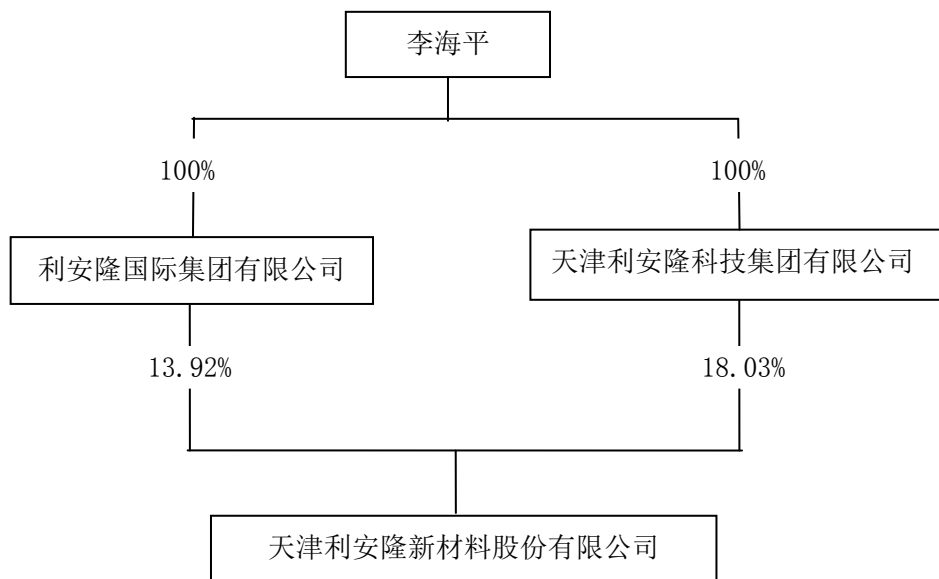 李海平
100%
100%
利安隆国际集团有限公司
天津利安隆科技集团有限公司
13.92%
18.03%
天津利安隆新材料股份有限公司